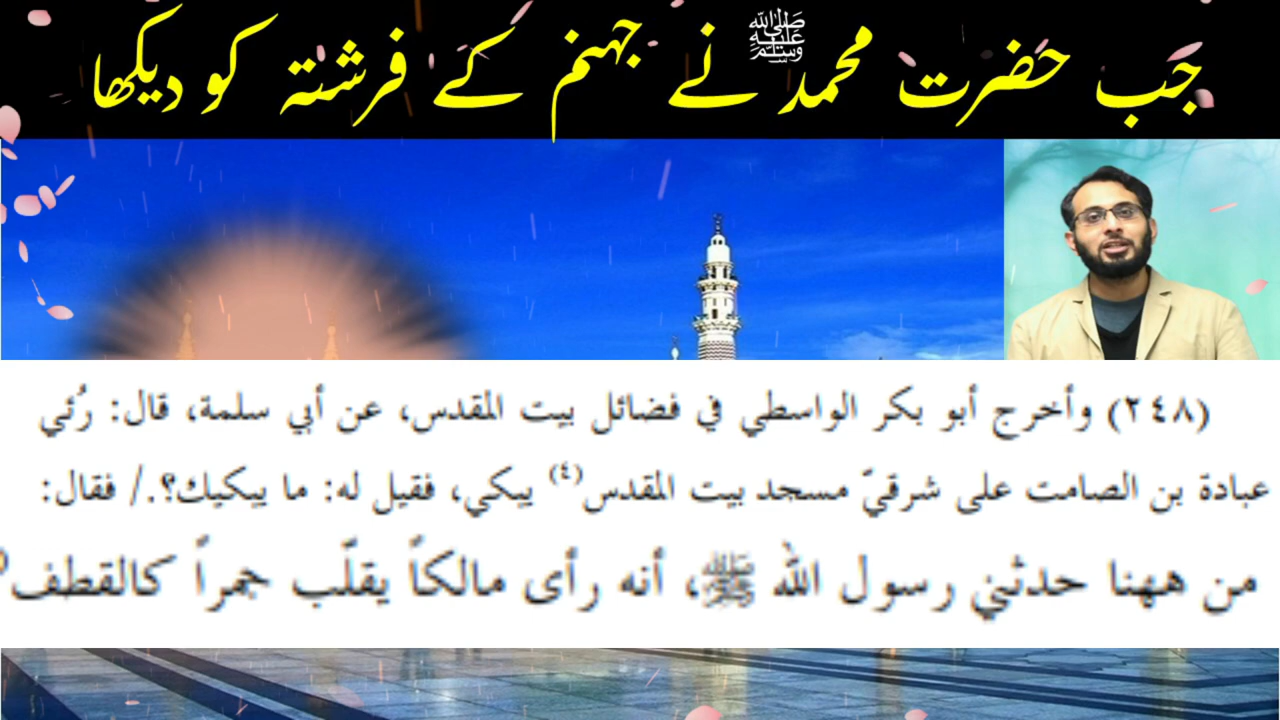 جب حضرت محمدﷺ نے جہنم کے فرشتہ کو دیکھا
(٢٤٨) وأخرج أبو بكر الواسطي في فضائل بيت المقدس، عن أبي سلمة، قال: رُئي
عبادة بن الصامت على شرقيّ مسجد بيت المقدس(٤) يبكي، فقيل له: ما يبكيك؟./ فقال:
من ههنا حدثني رسول الله ﷺ، أنه رأى مالكاً يقلّب جمراً كالقطف